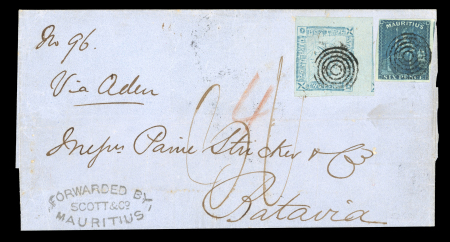 No 96.
MAURITIUS
SIX PENCE
Via Aden
Messrs Paine Stricker & Co
Batavia
FORWARDED BY
SCOTT & Co
MAURITIUS